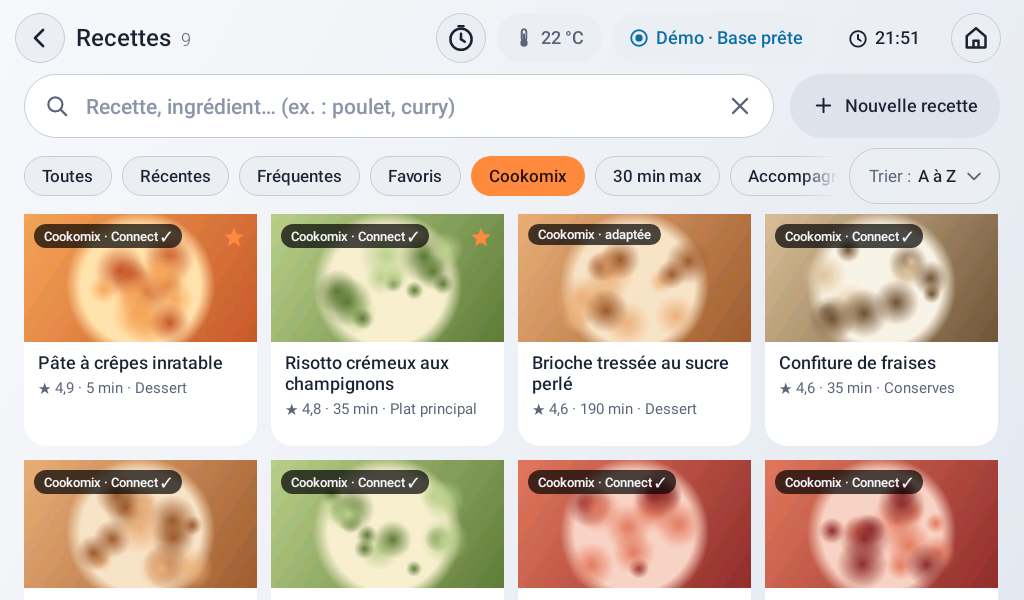 Recettes 9
22 °C
Démo · Base prête
21:51
Recette, ingrédient… (ex. : poulet, curry)
Nouvelle recette
Toutes
Récentes
Fréquentes
Favoris
Cookomix
30 min max
Accompagr
Trier : A à Z
Cookomix · Connect ✓
Cookomix · Connect ✓
Cookomix · adaptée
Cookomix · Connect ✓
Pâte à crêpes inratable
★ 4,9 · 5 min · Dessert
Risotto crémeux aux
champignons
★ 4,8 · 35 min · Plat principal
Brioche tressée au sucre
perlé
★ 4,6 · 190 min · Dessert
Confiture de fraises
★ 4,6 · 35 min · Conserves
Cookomix · Connect ✓
Cookomix · Connect ✓
Cookomix · Connect ✓
Cookomix · Connect ✓